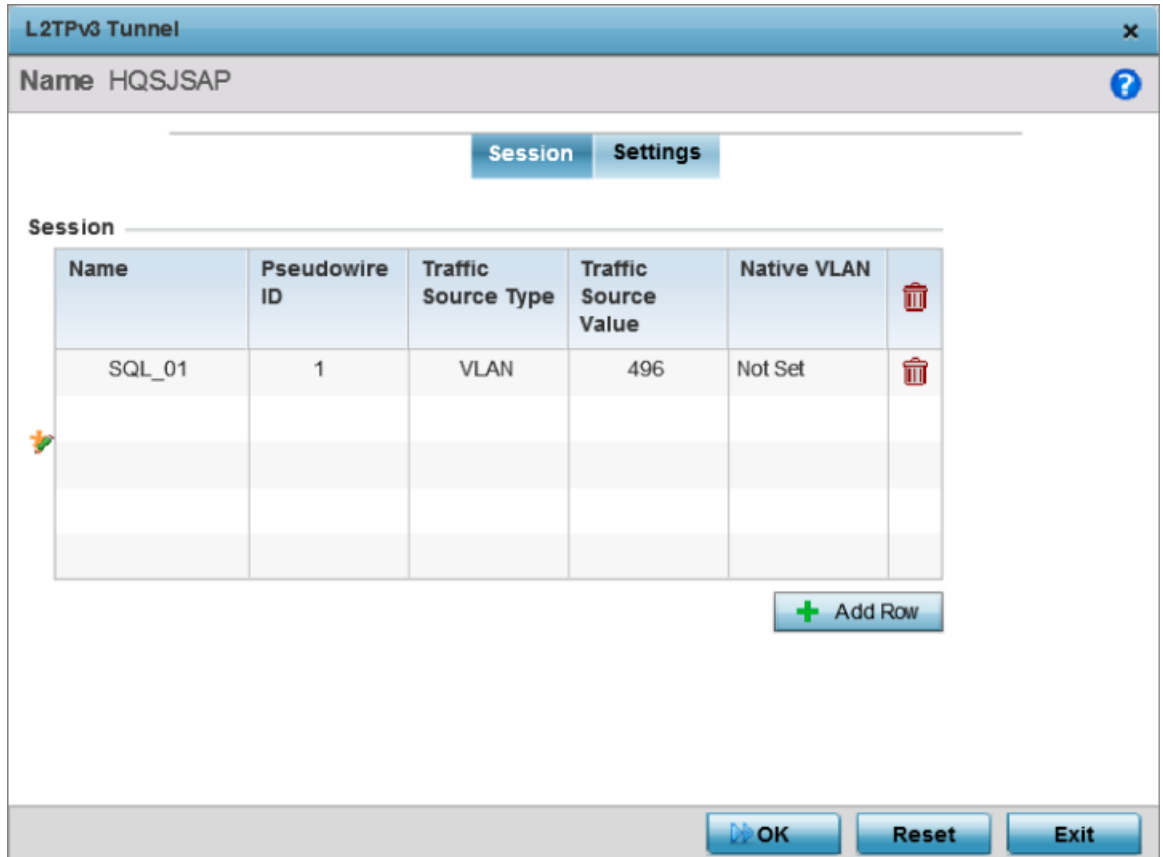 L2TPv3 Tunnel
Name HQSJSAP
Session Settings
Session
Name Pseudowire ID Traffic Source Type Traffic Source Value Native VLAN
SQL_01 1 VLAN 496 Not Set
Add Row
OK Reset Exit